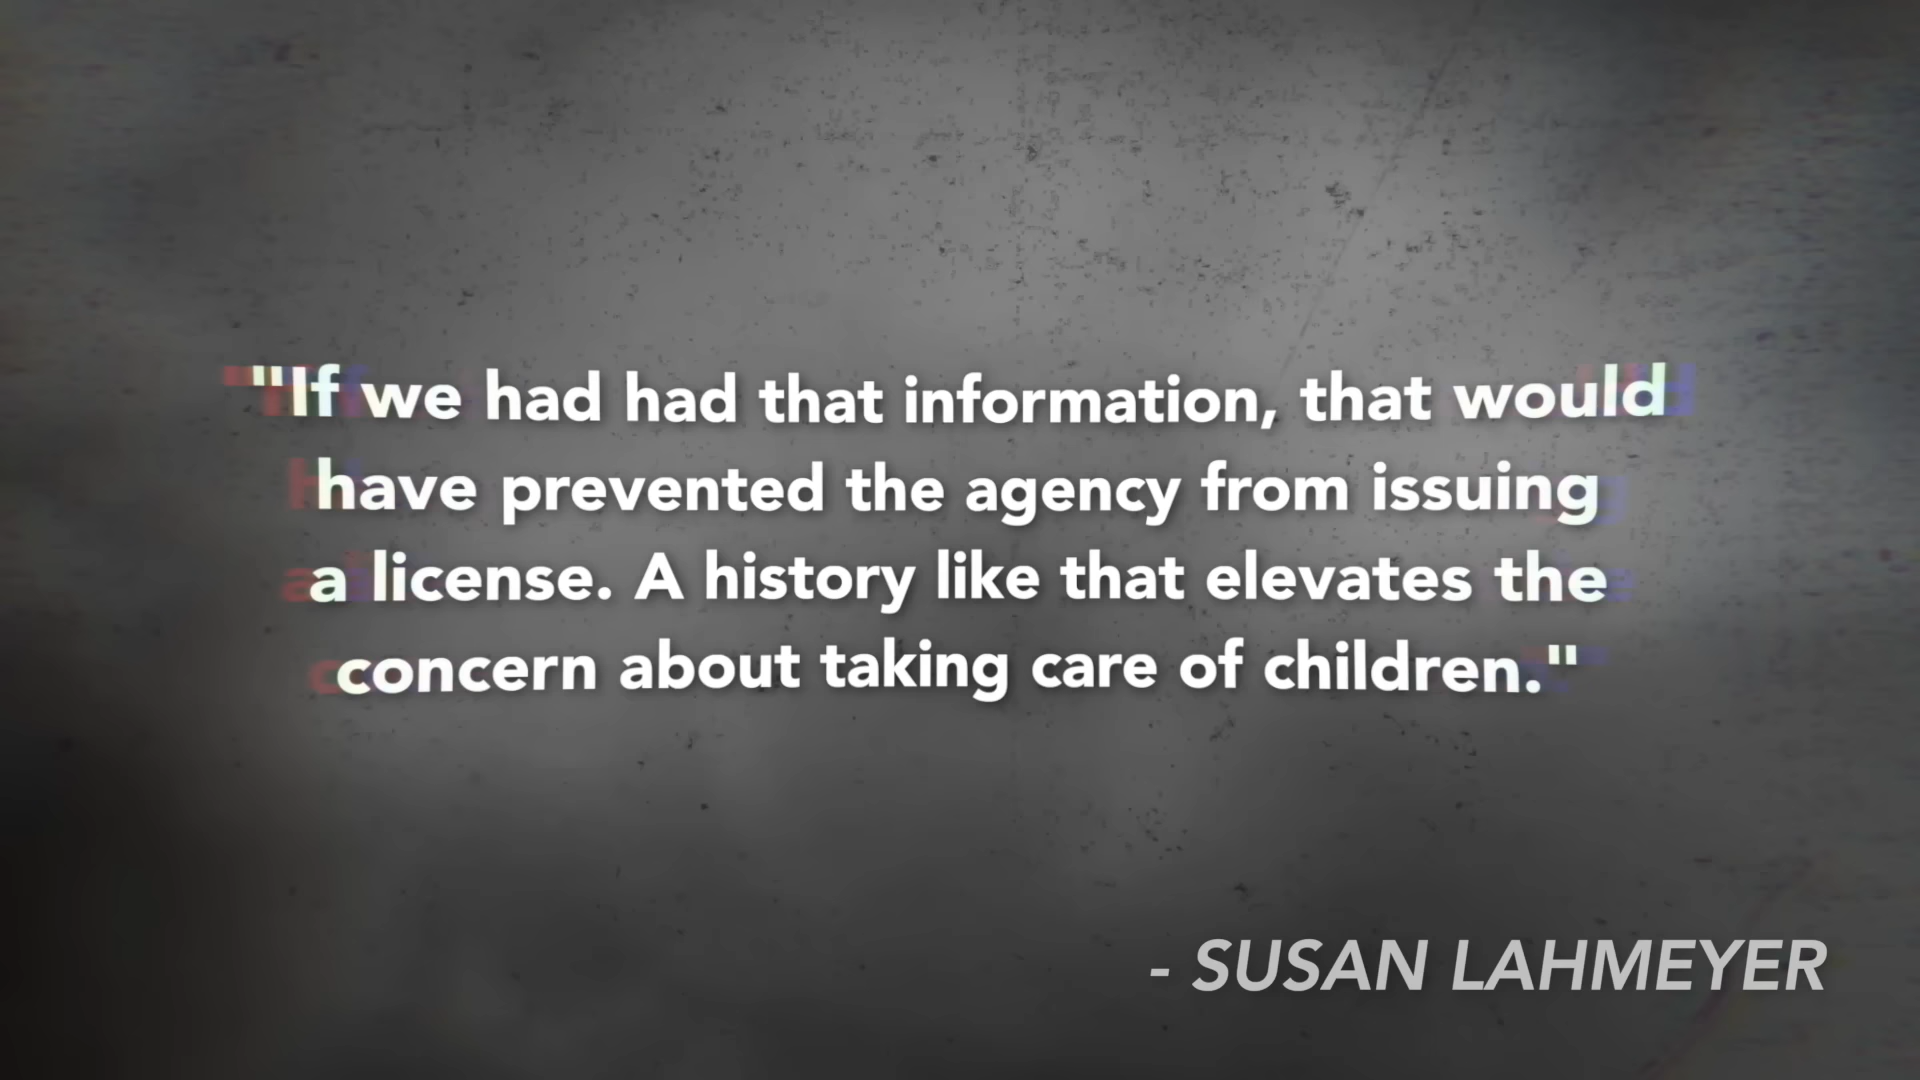 "If we had had that information, that would
have prevented the agency from issuing
a license. A history like that elevates the
concern about taking care of children."
- SUSAN LAHMEYER